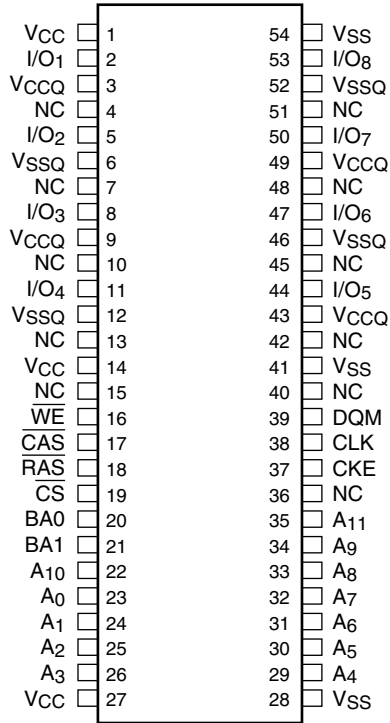 VCC 1 54 VSS
I/O1 2 53 I/O8
VCCQ 3 52 VSSQ
NC 4 51 NC
I/O2 5 50 I/O7
VSSQ 6 49 VCCQ
NC 7 48 NC
I/O3 8 47 I/O6
VCCQ 9 46 VSSQ
NC 10 45 NC
I/O4 11 44 I/O5
VSSQ 12 43 VCCQ
NC 13 42 NC
VCC 14 41 VSS
NC 15 40 NC
W̅E̅ 16 39 DQM
C̅A̅S̅ 17 38 CLK
R̅A̅S̅ 18 37 CKE
C̅S̅ 19 36 NC
BA0 20 35 A11
BA1 21 34 A9
A10 22 33 A8
A0 23 32 A7
A1 24 31 A6
A2 25 30 A5
A3 26 29 A4
VCC 27 28 VSS